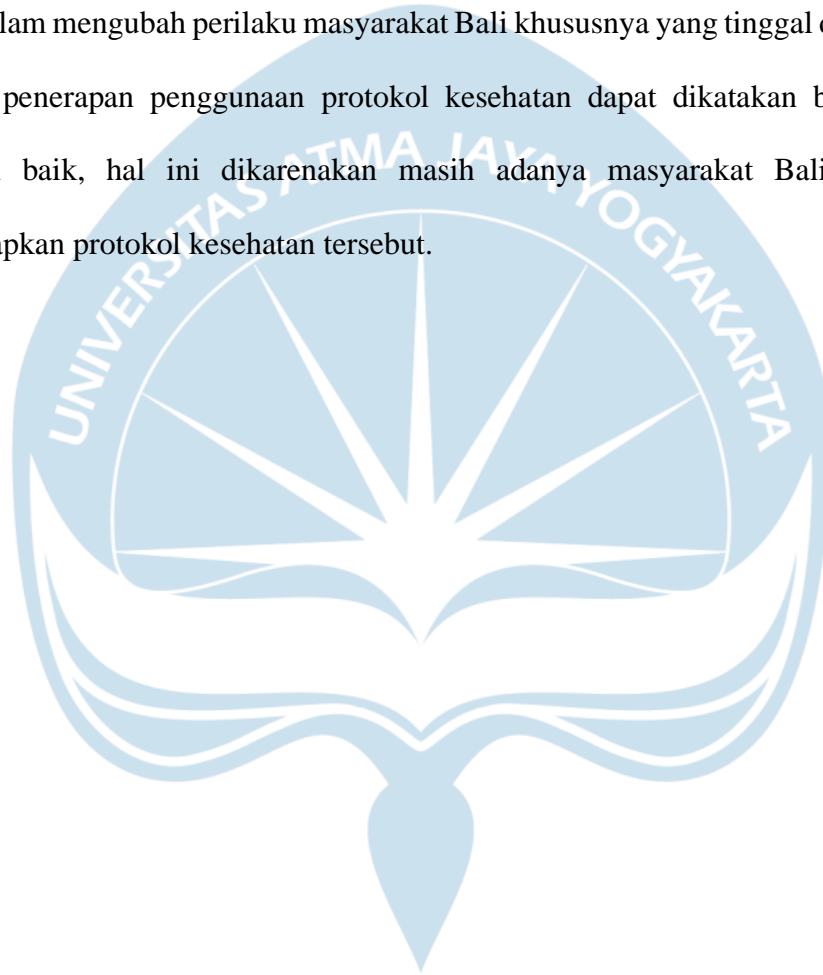 lam mengubah perilaku masyarakat Bali khususnya yang tinggal
penerapan penggunaan protokol kesehatan dapat dikatakan
baik, hal ini dikarenakan masih adanya masyarakat Bali
apkan protokol kesehatan tersebut.
UNIVERSITAS ATMA JAYA YOGYAKARTA